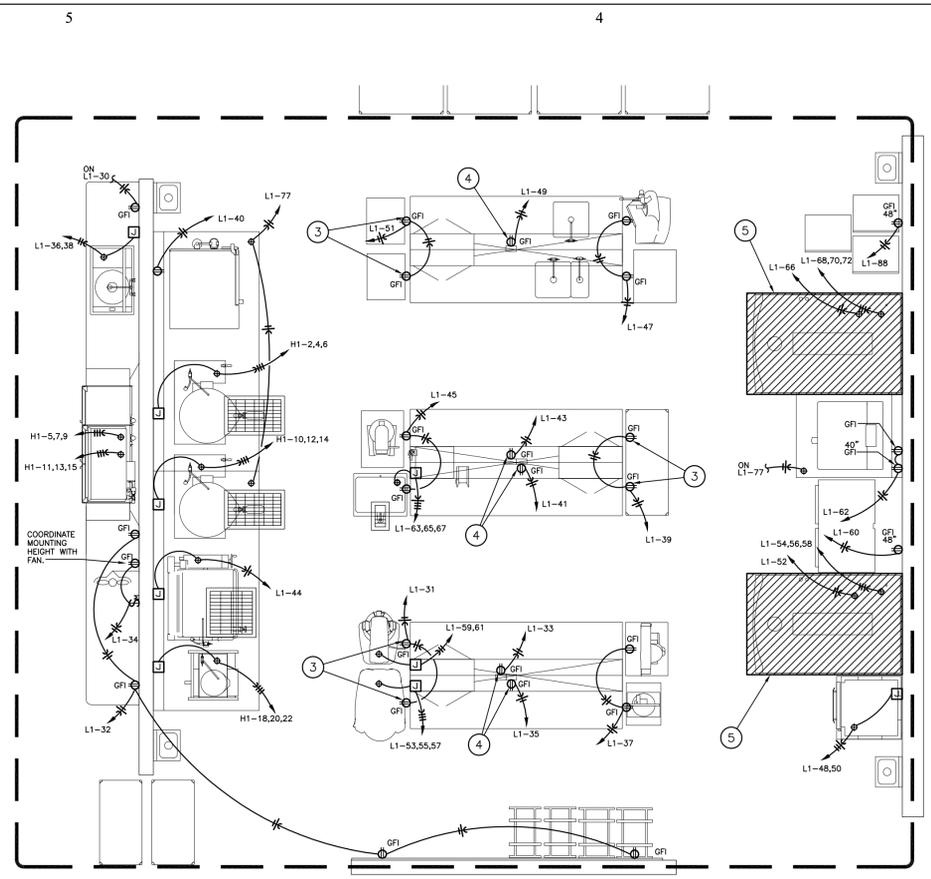 5
4
ON
L1-30
GFI
L1-36,38
J
L1-40
L1-77
4
L1-49
3
L1-51
GFI
GFI
GFI
GFI
GFI
L1-47
5
GFI
48"
L1-88
L1-68,70,72
L1-66
H1-2,4,6
J
H1-5,7,9
H1-11,13,15
H1-10,12,14
J
L1-45
GFI
J
GFI
L1-43
GFI
GFI
L1-41
GFI
GFI
3
L1-63,65,67
4
L1-39
GFI
40"
GFI
ON
L1-77
L1-62
GFI
48"
L1-60
L1-54,56,58
L1-52
GFI
COORDINATE
MOUNTING
HEIGHT WITH
FAN.
GFI
J
L1-44
L1-34
J
GFI
L1-32
H1-18,20,22
L1-31
L1-59,61
L1-33
GFI
J
J
GFI
3
GFI
GFI
GFI
GFI
L1-53,55,57
4
L1-35
L1-37
5
J
L1-48,50
GFI
GFI